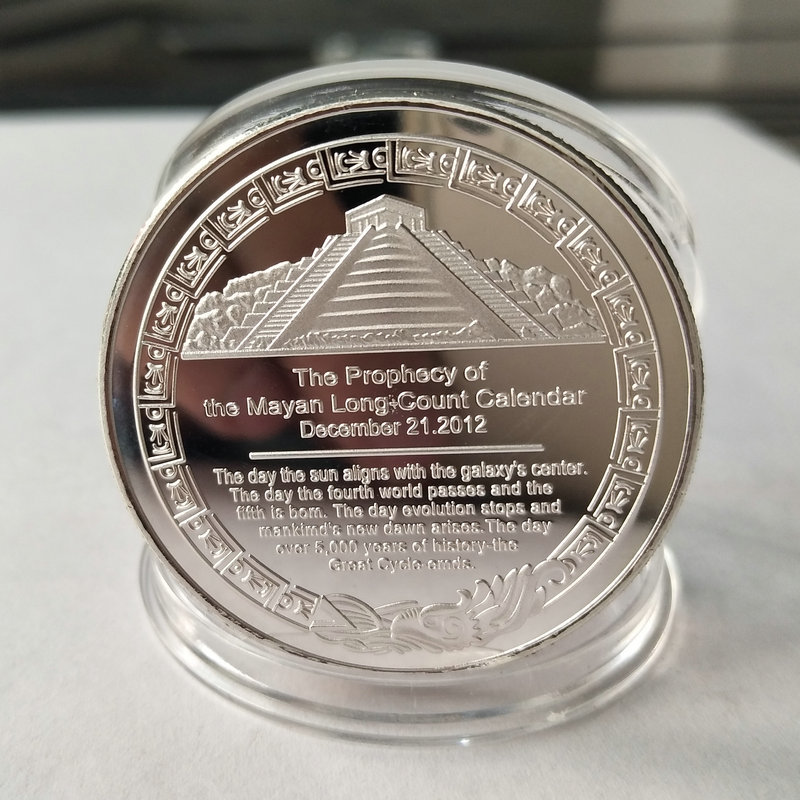 The Prophecy of
the Mayan Long-Count Calendar
December 21.2012
The day the sun aligns with the galaxy's center.
The day the fourth world passes and the
fifth is bom. The day evolution stops and
mankimd's new dawn arises.The day
over 5,000 years of history-the
Great Cycle-emds.